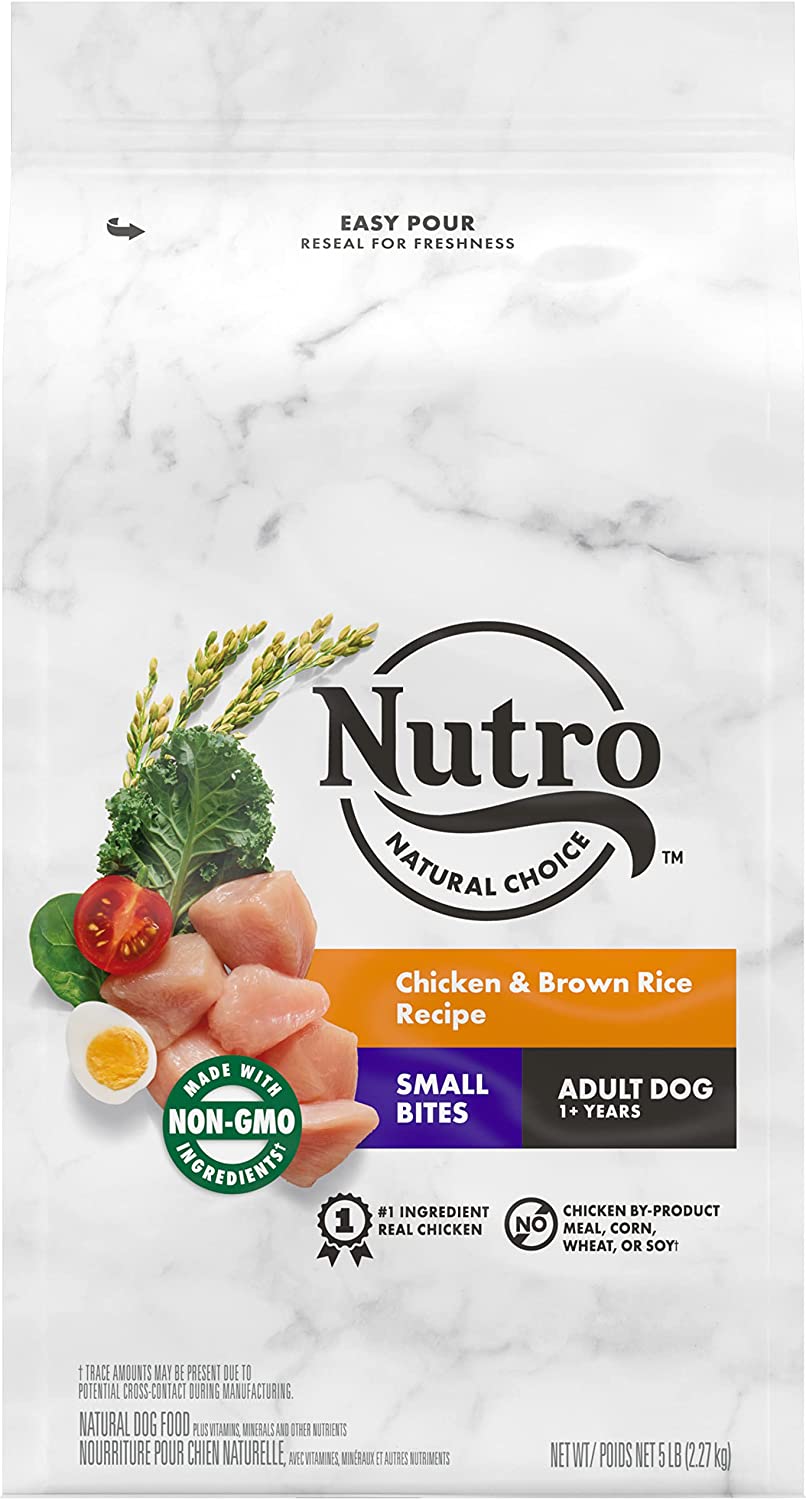 EASY POUR
RESEAL FOR FRESHNESS
Nutro
NATURAL CHOICE
™
Chicken & Brown Rice
Recipe
SMALL
BITES
ADULT DOG
1+ YEARS
MADE WITH
NON-GMO
INGREDIENTS†
1
#1 INGREDIENT
REAL CHICKEN
NO
CHICKEN BY-PRODUCT
MEAL, CORN,
WHEAT, OR SOY†
† TRACE AMOUNTS MAY BE PRESENT DUE TO
POTENTIAL CROSS-CONTACT DURING MANUFACTURING.
NATURAL DOG FOOD PLUS VITAMINS, MINERALS AND OTHER NUTRIENTS
NOURRITURE POUR CHIEN NATURELLE, AVEC VITAMINES, MINÉRAUX ET AUTRES NUTRIMENTS
NET WT/ POIDS NET 5 LB (2.27 kg)